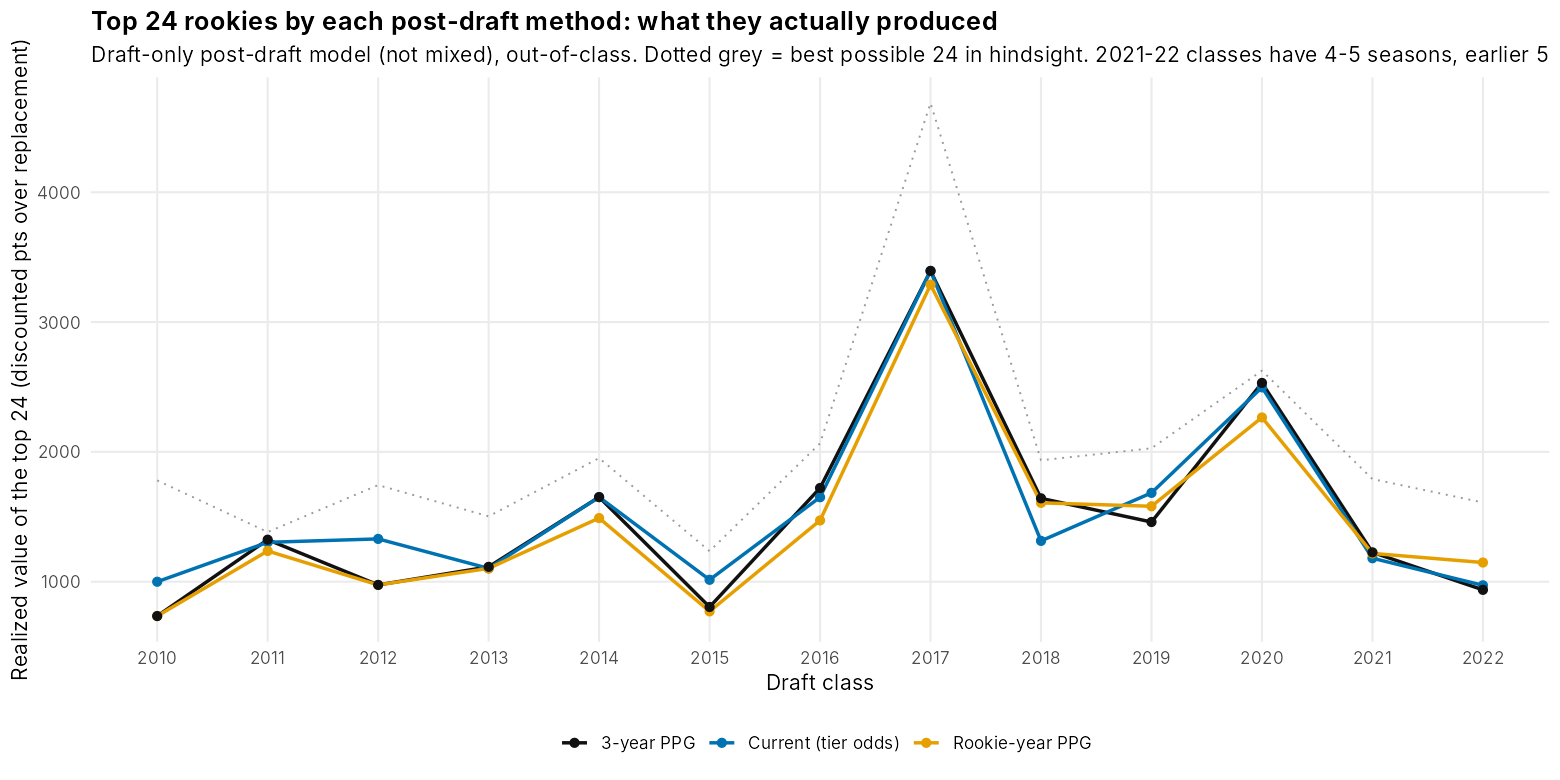 Top 24 rookies by each post-draft method: what they actually produced
Draft-only post-draft model (not mixed), out-of-class. Dotted grey = best possible 24 in hindsight. 2021-22 classes have 4-5 seasons, earlier 5
Realized value of the top 24 (discounted pts over replacement)
4000
3000
2000
1000
2010 2011 2012 2013 2014 2015 2016 2017 2018 2019 2020 2021 2022
Draft class
3-year PPG Current (tier odds) Rookie-year PPG